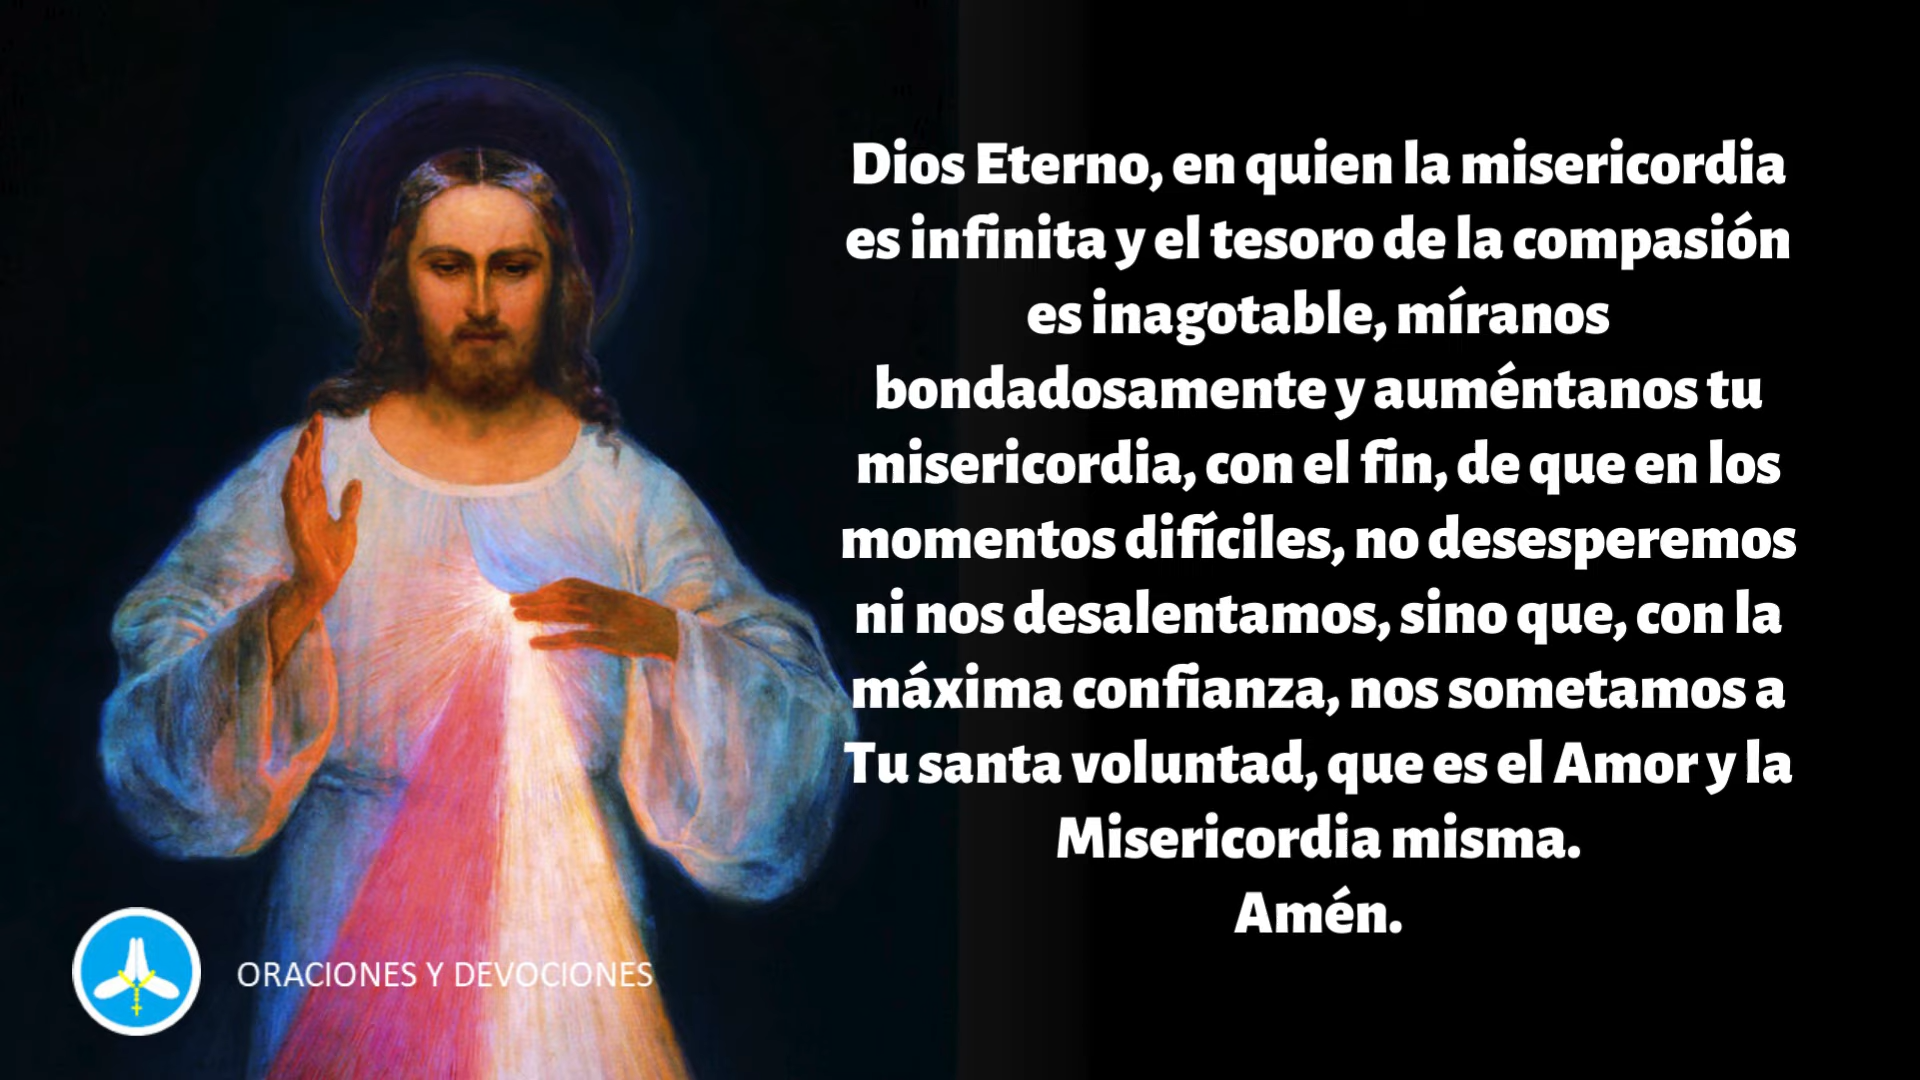 Dios Eterno, en quien la misericordia
es infinita y el tesoro de la compasión
es inagotable, míranos
bondadosamente y auméntanos tu
misericordia, con el fin, de que en los
momentos difíciles, no desesperemos
ni nos desalentamos, sino que, con la
máxima confianza, nos sometamos a
Tu santa voluntad, que es el Amor y la
Misericordia misma.
Amén.
ORACIONES Y DEVOCIONES